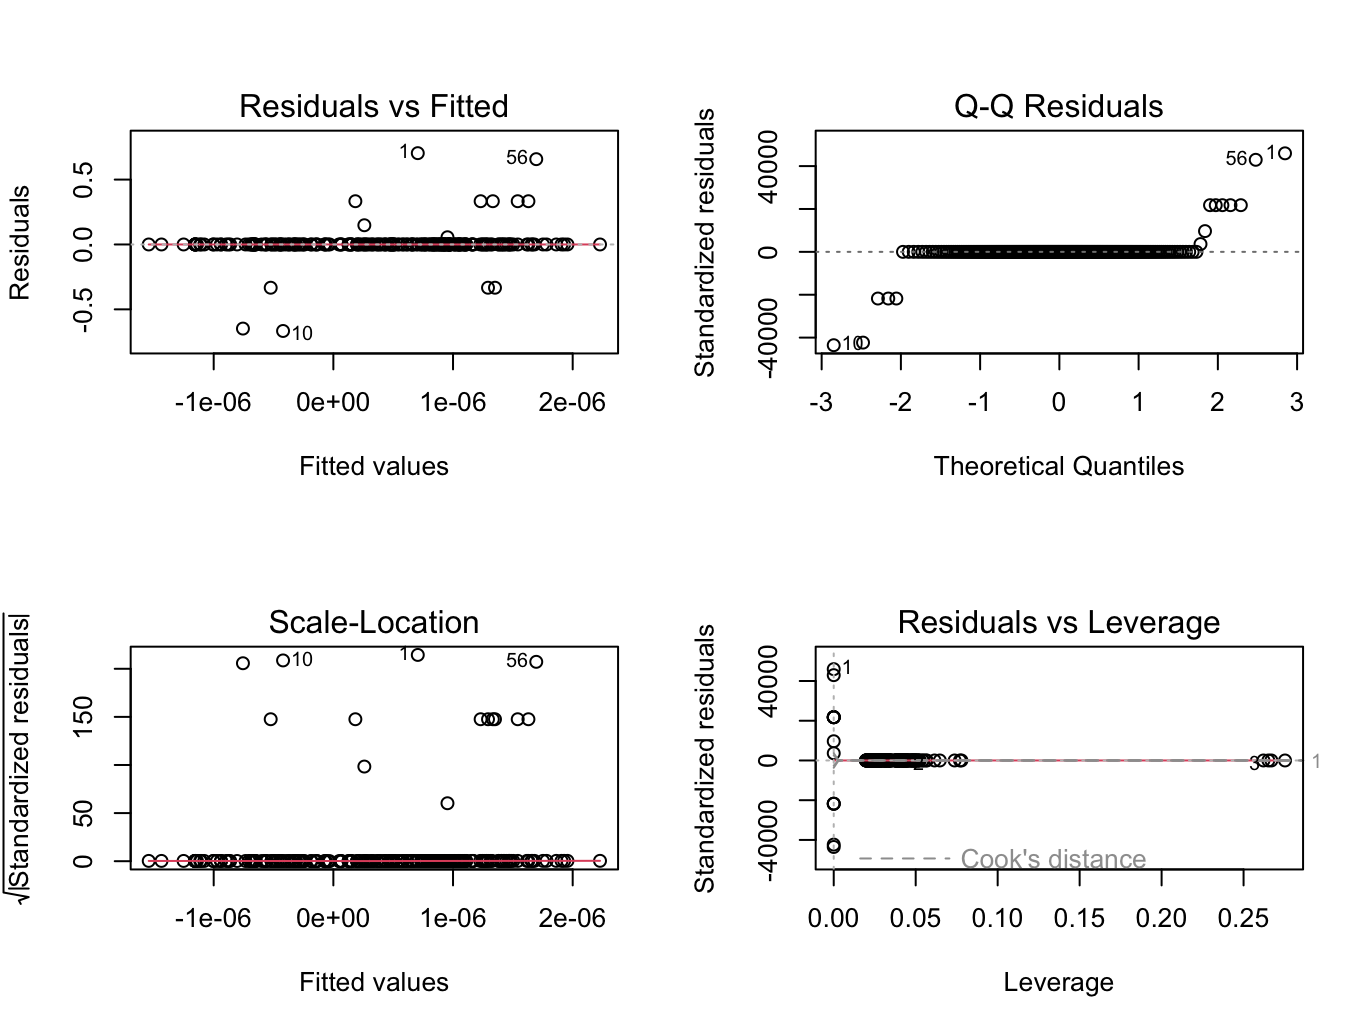 Residuals vs Fitted
Residuals
0.5
0.0
-0.5
1
56
10
-1e-06 0e+00 1e-06 2e-06
Fitted values
Q-Q Residuals
Standardized residuals
40000
0
-40000
56
1
10
-3 -2 -1 0 1 2 3
Theoretical Quantiles
Scale-Location
√|Standardized residuals|
150
50
0
10
1
56
-1e-06 0e+00 1e-06 2e-06
Fitted values
Residuals vs Leverage
Standardized residuals
40000
0
-40000
1
3
1
Cook's distance
0.00 0.05 0.10 0.15 0.20 0.25
Leverage